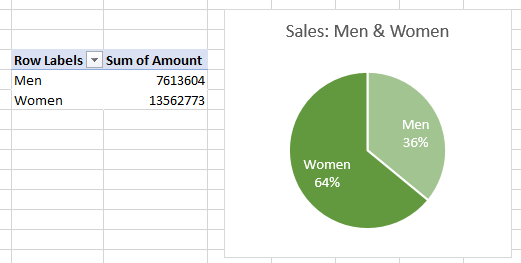 Sales: Men & Women
Row Labels Sum of Amount
Men 7613604
Women 13562773
Men
36%
Women
64%